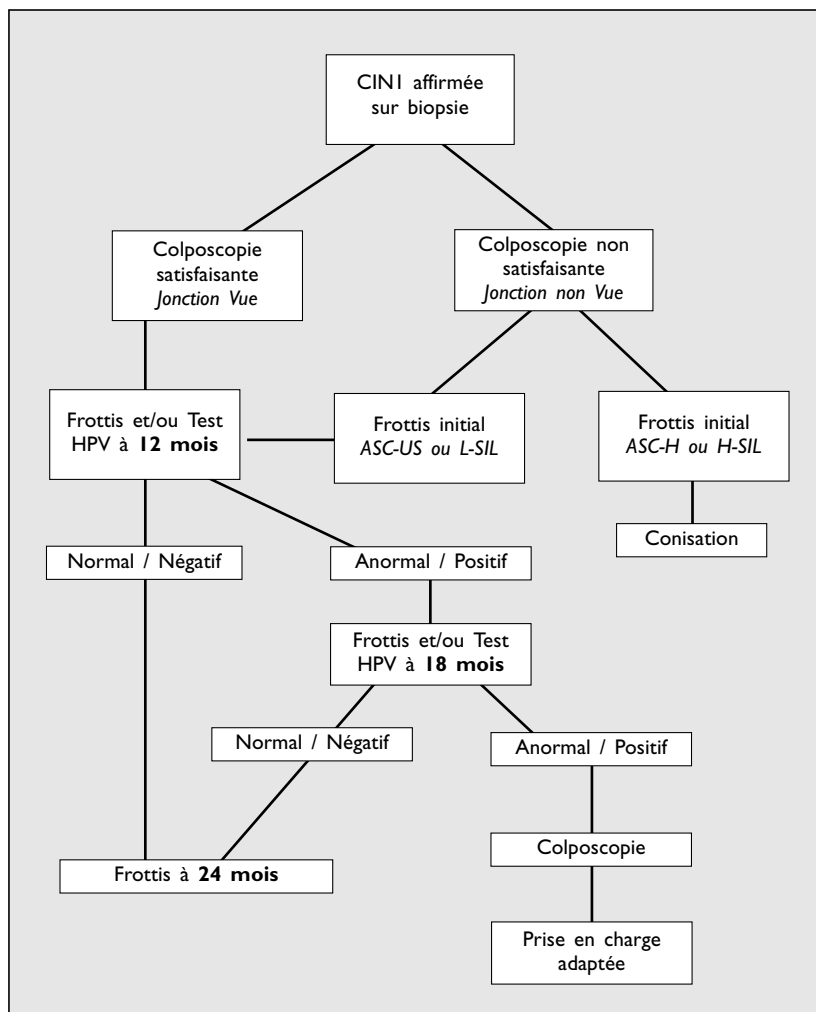 CIN1 affirmée
sur biopsie
Colposcopie
satisfaisante
Jonction Vue
Colposcopie non
satisfaisante
Jonction non Vue
Frottis et/ou Test
HPV à 12 mois
Frottis initial
ASC-US ou L-SIL
Frottis initial
ASC-H ou H-SIL
Conisation
Normal / Négatif
Anormal / Positif
Frottis et/ou Test
HPV à 18 mois
Normal / Négatif
Anormal / Positif
Colposcopie
Frottis à 24 mois
Prise en charge
adaptée